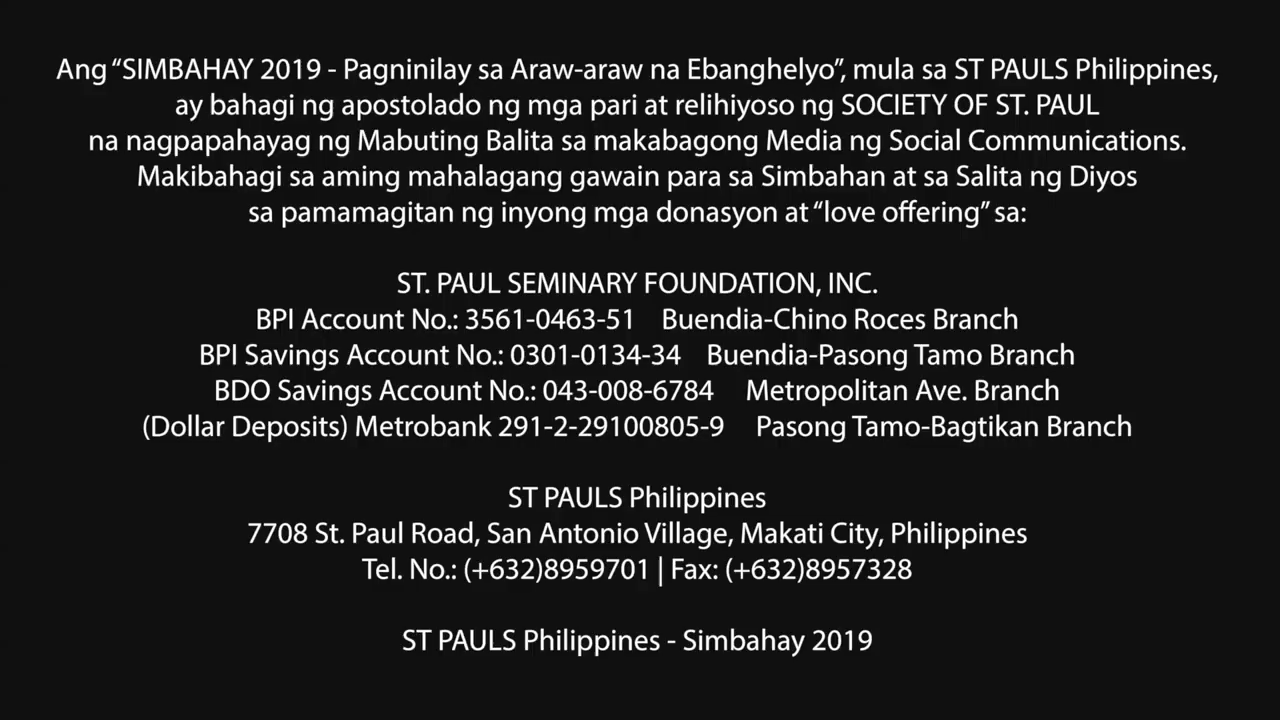 Ang “SIMBAHAY 2019 - Pagninilay sa Araw-araw na Ebanghelyo”, mula sa ST PAULS Philippines,
ay bahagi ng apostolado ng mga pari at relihiyoso ng SOCIETY OF ST. PAUL
na nagpapahayag ng Mabuting Balita sa makabagong Media ng Social Communications.
Makibahagi sa aming mahalagang gawain para sa Simbahan at sa Salita ng Diyos
sa pamamagitan ng inyong mga donasyon at “love offering” sa:
ST. PAUL SEMINARY FOUNDATION, INC.
BPI Account No.: 3561-0463-51 Buendia-Chino Roces Branch
BPI Savings Account No.: 0301-0134-34 Buendia-Pasong Tamo Branch
BDO Savings Account No.: 043-008-6784 Metropolitan Ave. Branch
(Dollar Deposits) Metrobank 291-2-29100805-9 Pasong Tamo-Bagtikan Branch
ST PAULS Philippines
7708 St. Paul Road, San Antonio Village, Makati City, Philippines
Tel. No.: (+632)8959701 | Fax: (+632)8957328
ST PAULS Philippines - Simbahay 2019